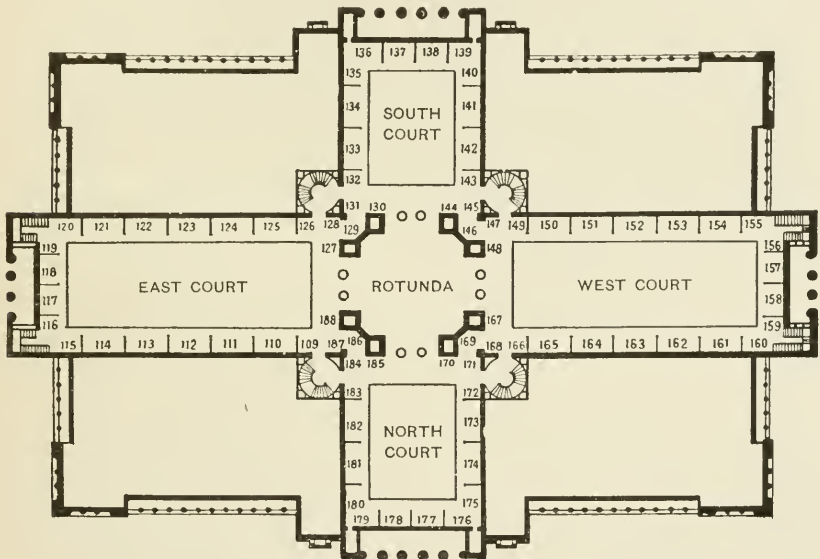 136 137 138 139
135 140
134 SOUTH 141
COURT
133 142
132 143
131 130 144 145
120 121 122 123 124 125 126 128 129 146 147 149 150 151 152 153 154 155
119 127 148 156
118 EAST COURT ROTUNDA WEST COURT 157
117 158
116 188 167 159
115 114 113 112 111 110 109 187 186 185 170 169 168 166 165 164 163 162 161 160
184 171
183 172
182 NORTH 173
COURT
181 174
180 175
179 178 177 176